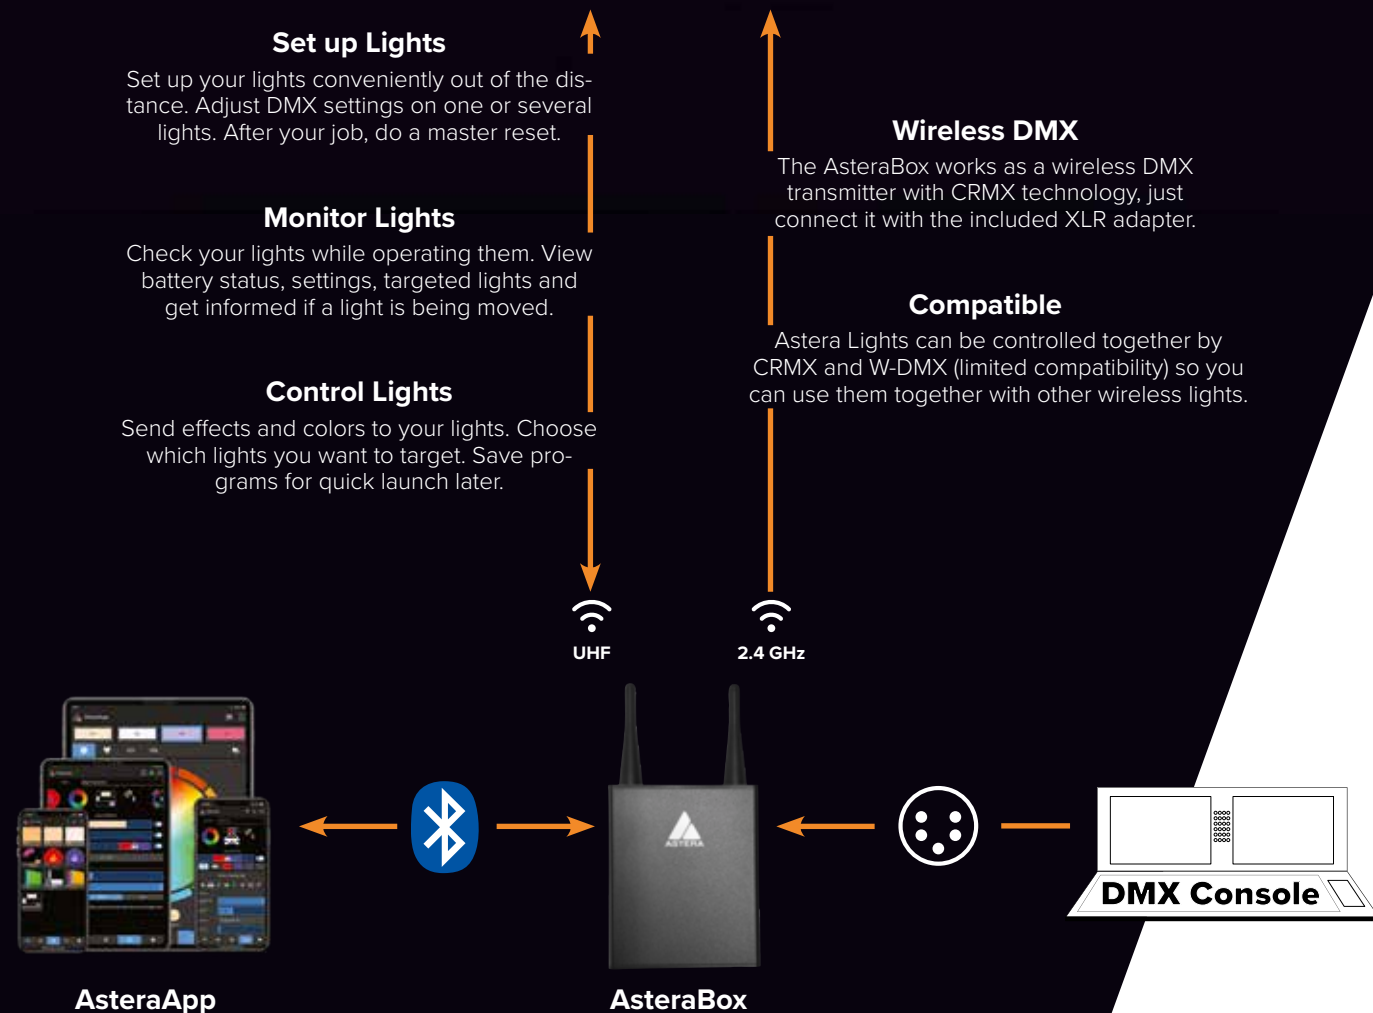 Set up Lights
Set up your lights conveniently out of the dis-
tance. Adjust DMX settings on one or several
lights. After your job, do a master reset.
Monitor Lights
Check your lights while operating them. View
battery status, settings, targeted lights and
get informed if a light is being moved.
Control Lights
Send effects and colors to your lights. Choose
which lights you want to target. Save pro-
grams for quick launch later.
Wireless DMX
The AsteraBox works as a wireless DMX
transmitter with CRMX technology, just
connect it with the included XLR adapter.
Compatible
Astera Lights can be controlled together by
CRMX and W-DMX (limited compatibility) so you
can use them together with other wireless lights.
UHF
2.4 GHz
ASTERA
DMX Console
AsteraApp
AsteraBox